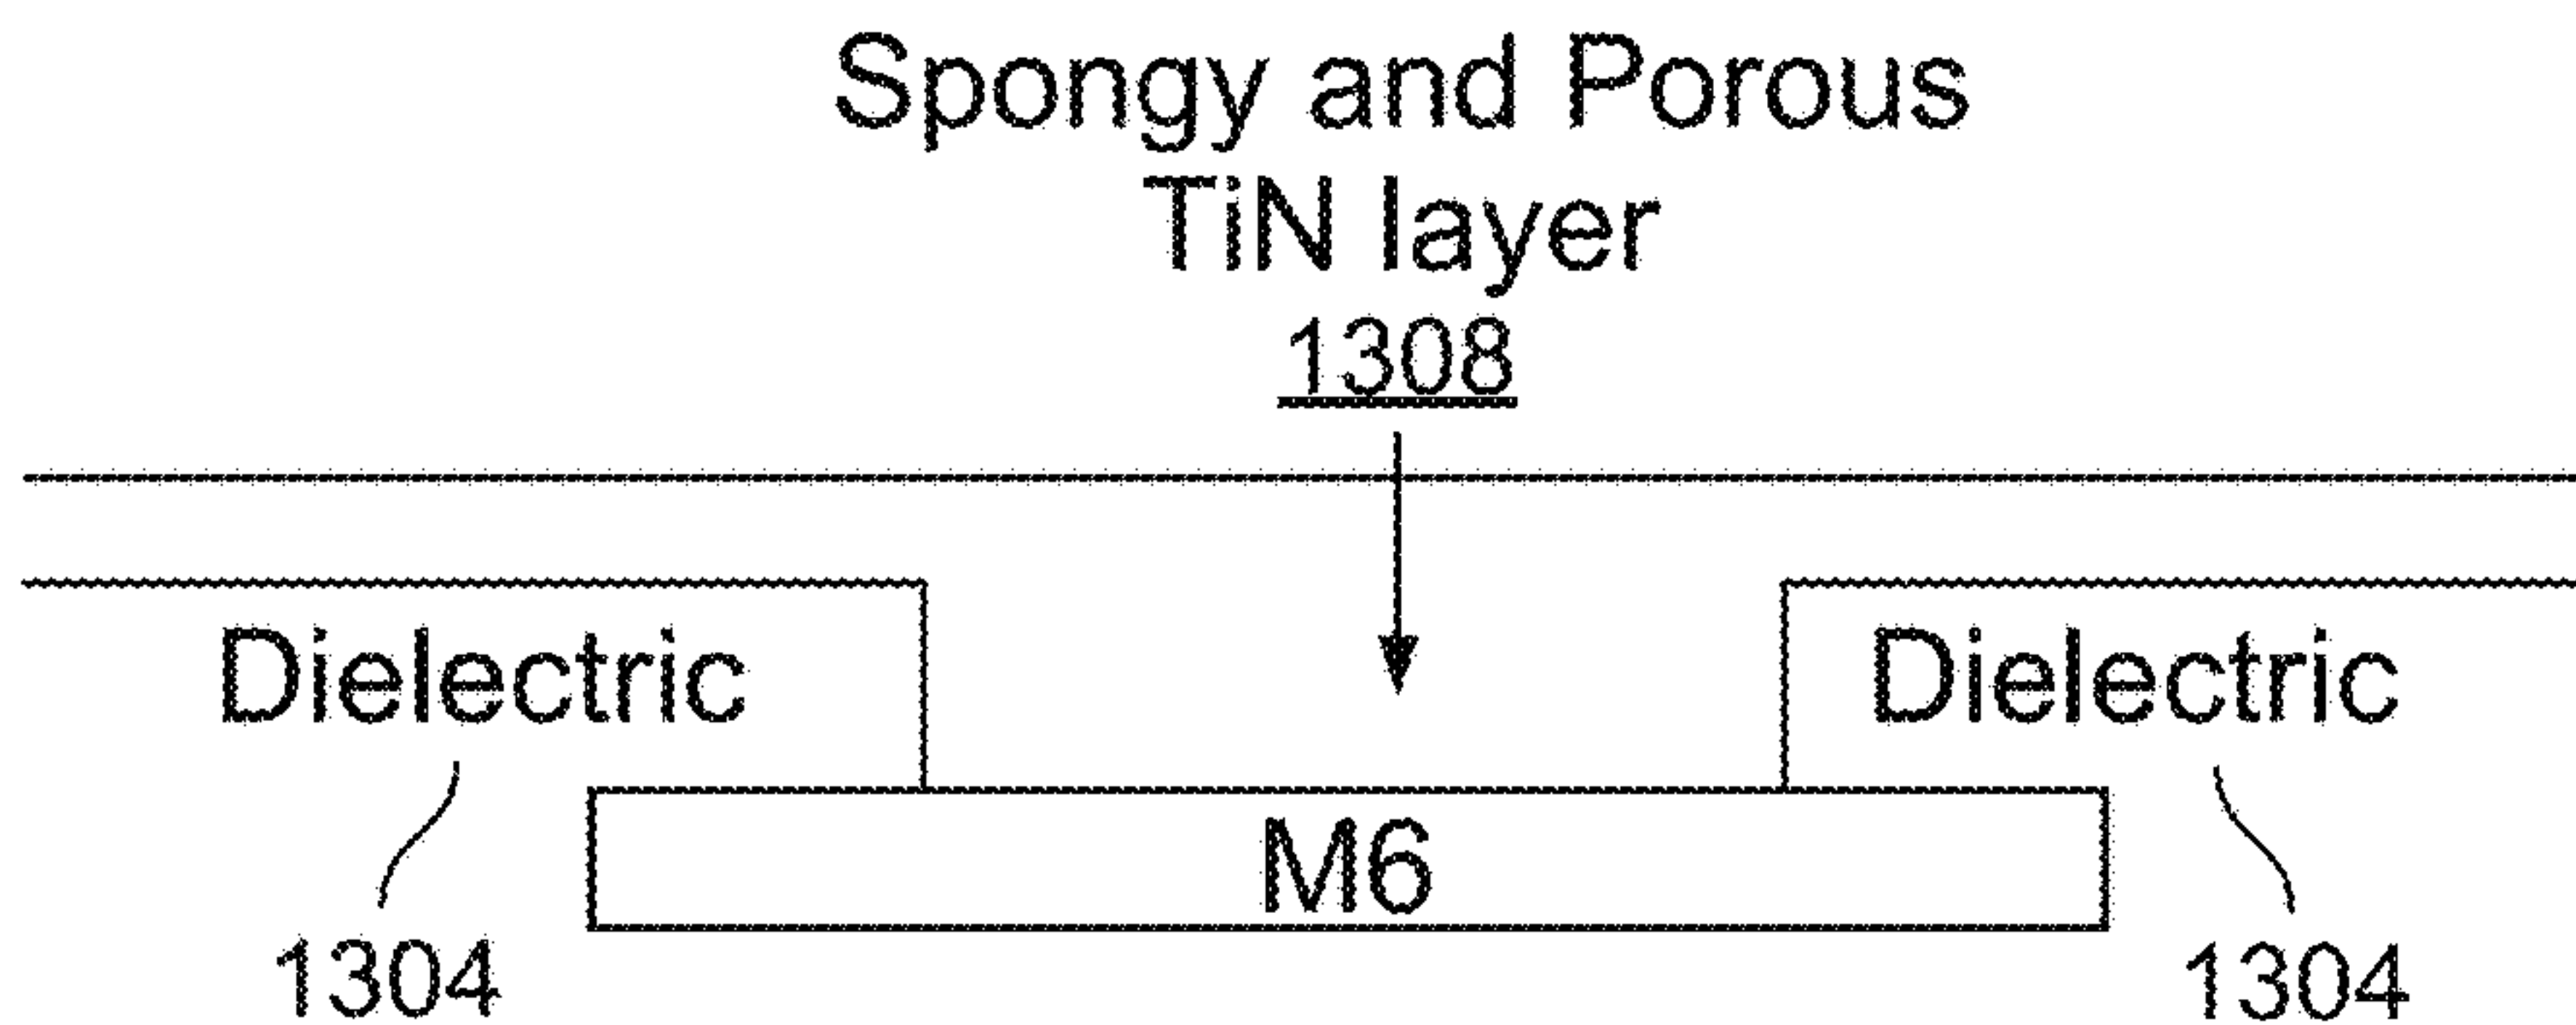 Spongy and Porous
TiN layer
1308
Dielectric
Dielectric
M6
1304
1304